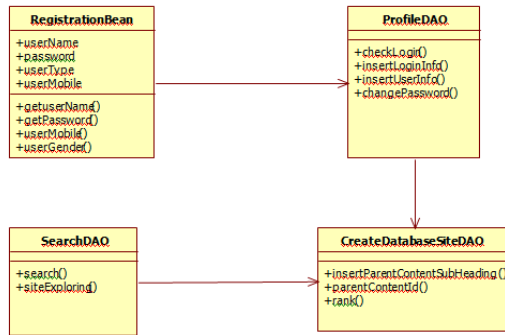 RegistrationBean
+userName
+password
+userType
+userMobile
+getuserName()
+getPassword()
+userMobile()
+userGender()
ProfileDAO
+checkLogin()
+insertLoginInfo()
+insertUserInfo()
+changePassword()
SearchDAO
+search()
+siteExploring()
CreateDatabaseSiteDAO
+insertParentContentSubHeading()
+parentContentId()
+rank()